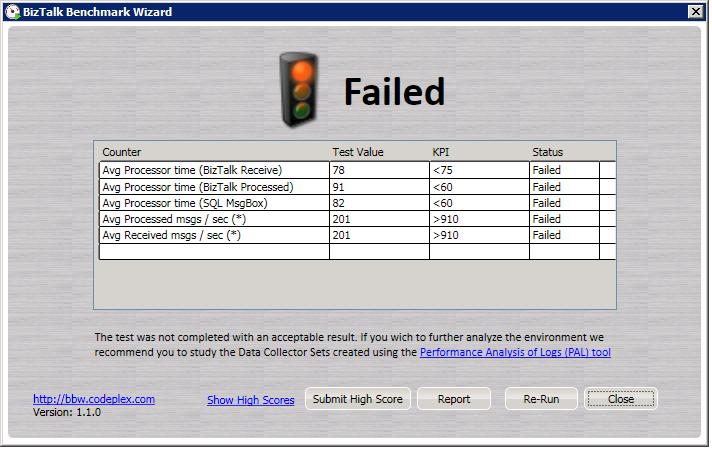 BizTalk Benchmark Wizard
Failed
Counter Test Value KPI Status
Avg Processor time (BizTalk Receive) 78 <75 Failed
Avg Processor time (BizTalk Processed) 91 <60 Failed
Avg Processor time (SQL MsgBox) 82 <60 Failed
Avg Processed msgs / sec (*) 201 >910 Failed
Avg Received msgs / sec (*) 201 >910 Failed
The test was not completed with an acceptable result. If you wich to further analyze the environment we
recommend you to study the Data Collector Sets created using the Performance Analysis of Logs (PAL) tool
http://bbw.codeplex.com Show High Scores Submit High Score Report Re-Run Close
Version: 1.1.0